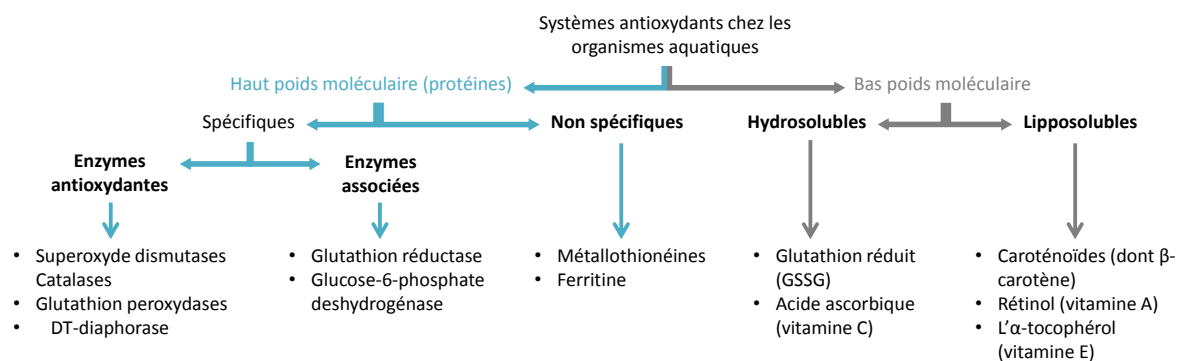 Systèmes antioxydants chez les
organismes aquatiques
Haut poids moléculaire (protéines)
Bas poids moléculaire
Spécifiques
Non spécifiques
Hydrosolubles
Lipposolubles
Enzymes
antioxydantes
Enzymes
associées
• Superoxyde dismutases
Catalases
• Glutathion peroxydases
• DT-diaphorase
• Glutathion réductase
• Glucose-6-phosphate
deshydrogénase
• Métallothionéines
• Ferritine
• Glutathion réduit
(GSSG)
• Acide ascorbique
(vitamine C)
• Caroténoïdes (dont β-
carotène)
• Rétinol (vitamine A)
• L'α-tocophérol
(vitamine E)